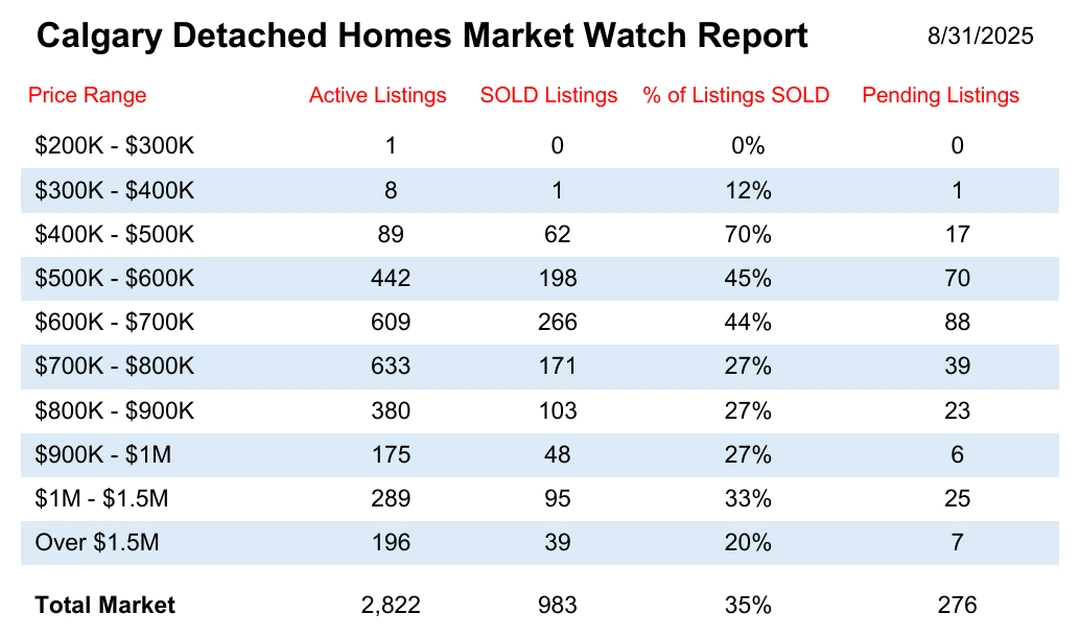 Calgary Detached Homes Market Watch Report 8/31/2025
Price Range Active Listings SOLD Listings % of Listings SOLD Pending Listings
$200K - $300K 1 0 0% 0
$300K - $400K 8 1 12% 1
$400K - $500K 89 62 70% 17
$500K - $600K 442 198 45% 70
$600K - $700K 609 266 44% 88
$700K - $800K 633 171 27% 39
$800K - $900K 380 103 27% 23
$900K - $1M 175 48 27% 6
$1M - $1.5M 289 95 33% 25
Over $1.5M 196 39 20% 7
Total Market 2,822 983 35% 276